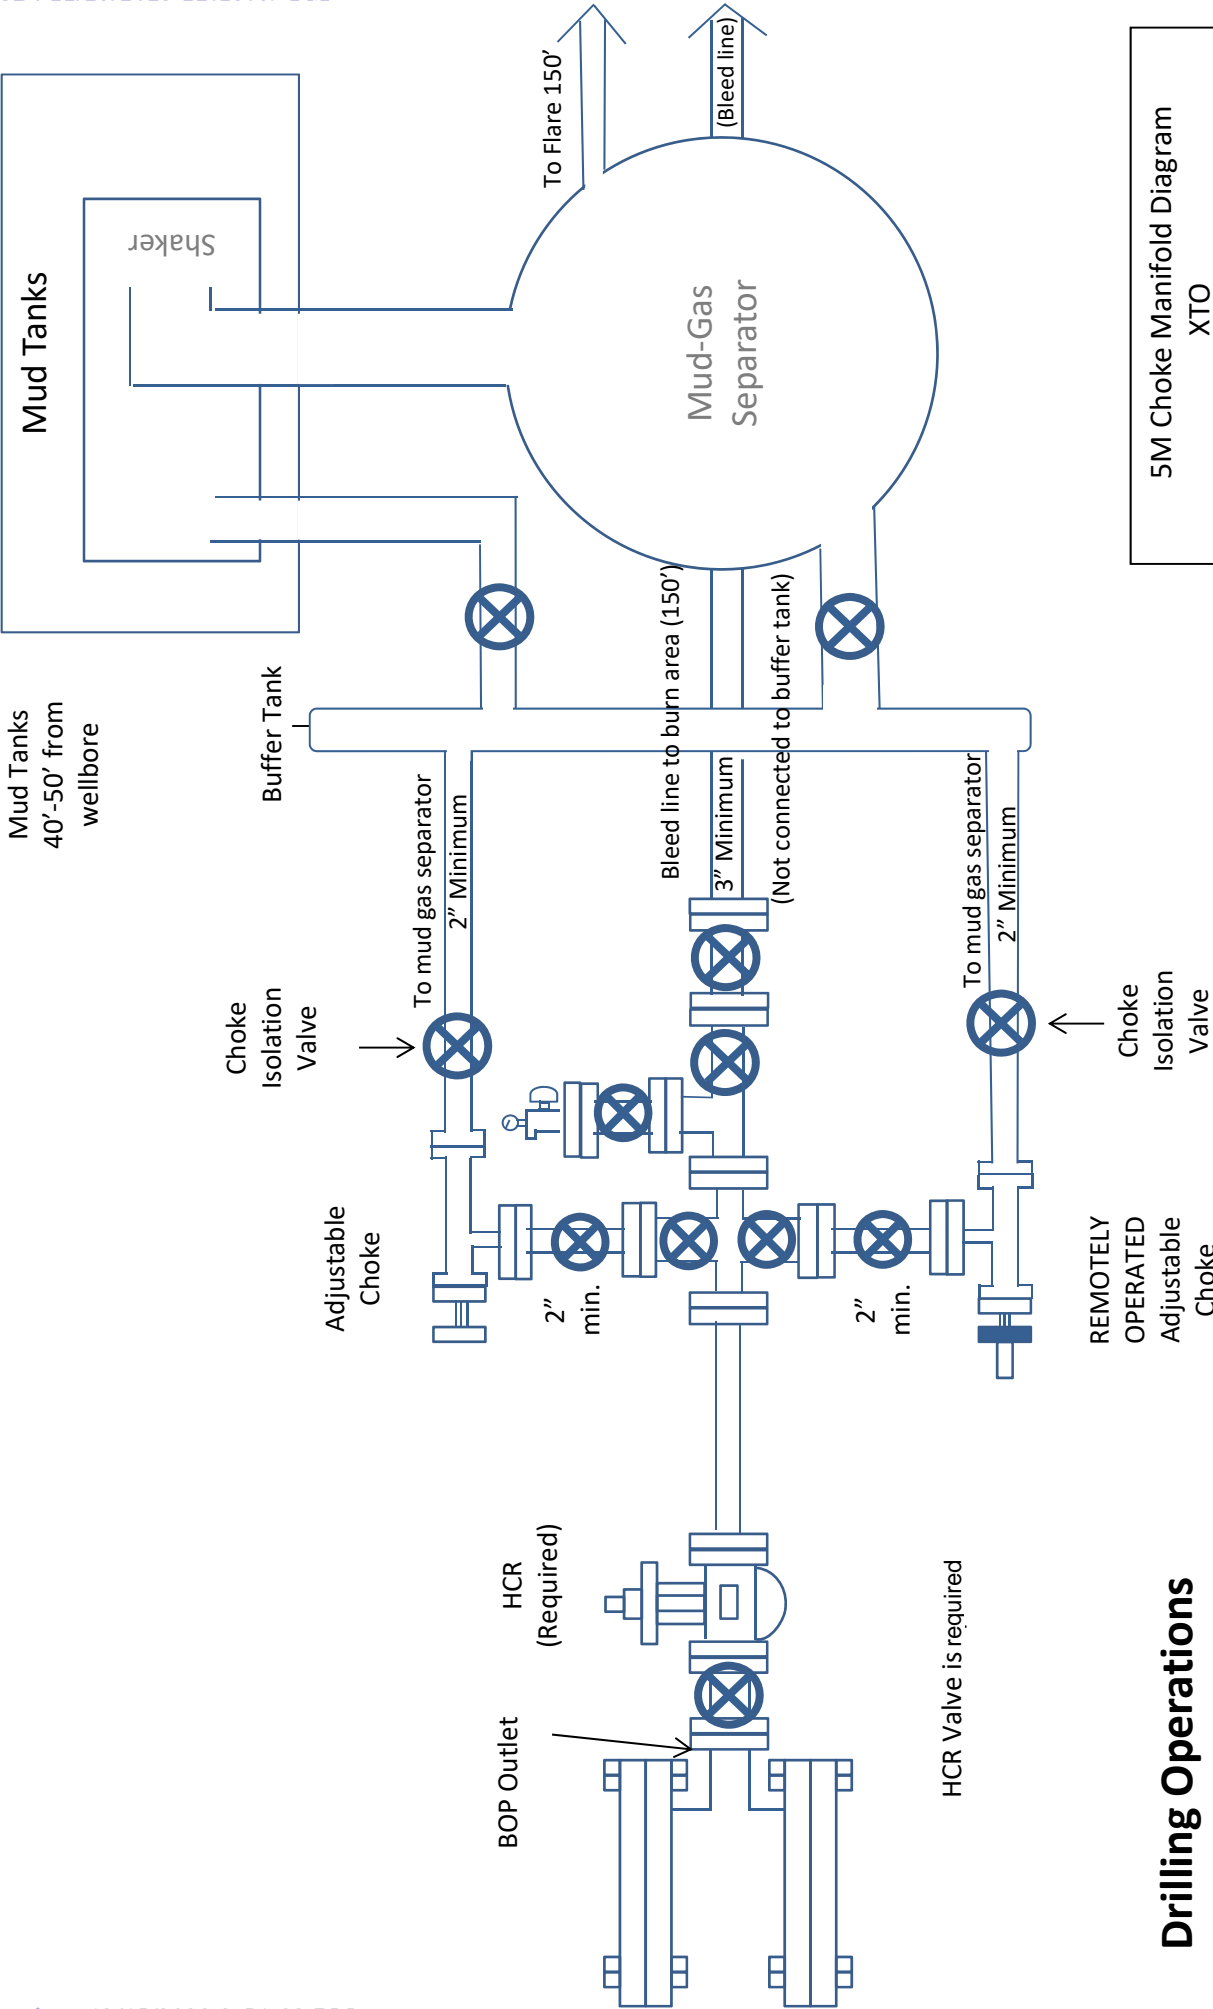 Mud Tanks
40’-50’ from
wellbore
Mud Tanks
Shaker
Buffer Tank
Choke
Isolation
Valve
Adjustable
Choke
To mud gas separator
2” Minimum
To Flare 150’
(Bleed line)
Mud-Gas
Separator
HCR
(Required)
BOP Outlet
2”
min.
Bleed line to burn area (150’)
3” Minimum
(Not connected to buffer tank)
2”
min.
To mud gas separator
2” Minimum
HCR Valve is required
REMOTELY
OPERATED
Adjustable
Choke
Choke
Isolation
Valve
Drilling Operations
5M Choke Manifold Diagram
XTO